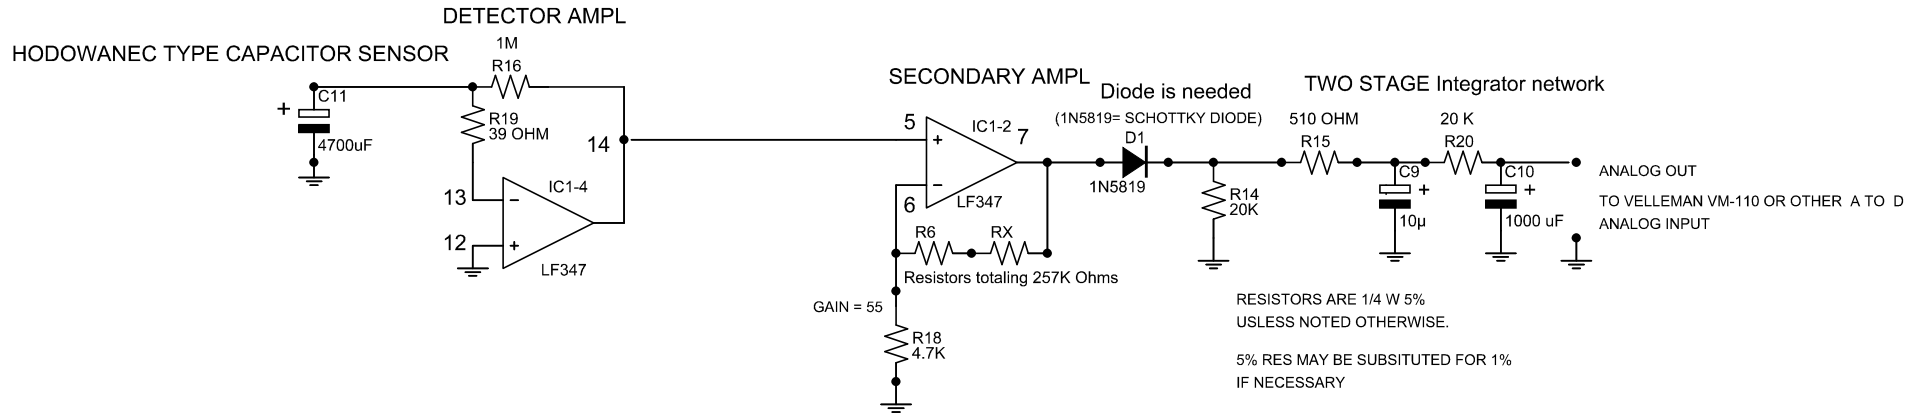 DETECTOR AMPL
HODOWANEC TYPE CAPACITOR SENSOR
1M
R16
C11
+
4700uF
R19
39 OHM
14
13
12
IC1-4
−
+
LF347
SECONDARY AMPL
5
6
7
IC1-2
+
−
LF347
R6
RX
Resistors totaling 257K Ohms
GAIN = 55
R18
4.7K
Diode is needed
(1N5819= SCHOTTKY DIODE)
D1
1N5819
R14
20K
TWO STAGE Integrator network
510 OHM
R15
20 K
R20
C9
+
10µ
C10
+
1000 uF
ANALOG OUT
TO VELLEMAN VM-110 OR OTHER A TO D
ANALOG INPUT
RESISTORS ARE 1/4 W 5%
USLESS NOTED OTHERWISE.
5% RES MAY BE SUBSITUTED FOR 1%
IF NECESSARY